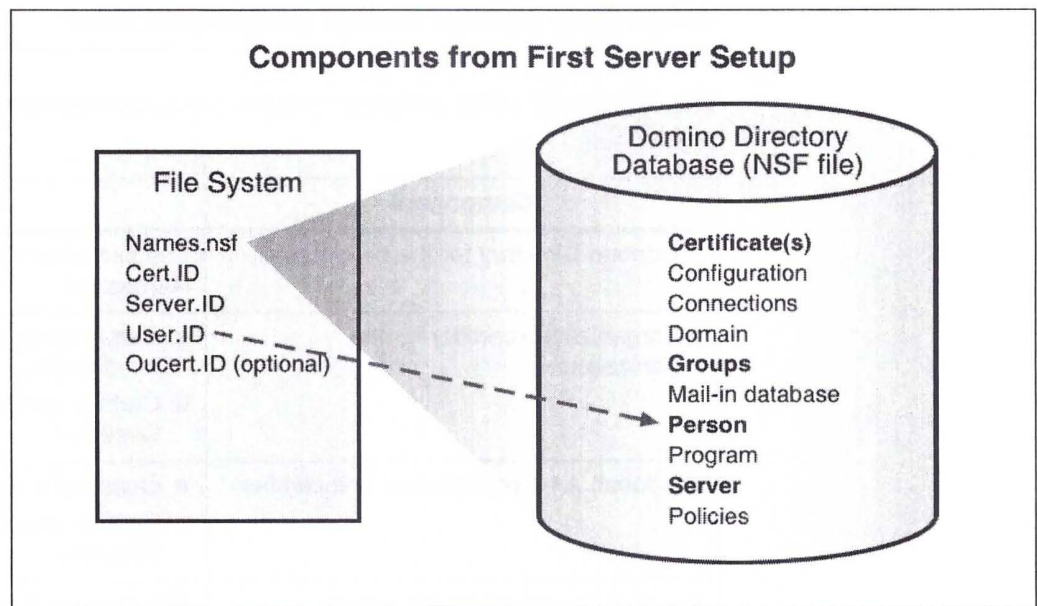 Components from First Server Setup
File System
Names.nsf
Cert.ID
Server.ID
User.ID
Oucert.ID (optional)
Domino Directory
Database (NSF file)
Certificate(s)
Configuration
Connections
Domain
Groups
Mail-in database
Person
Program
Server
Policies